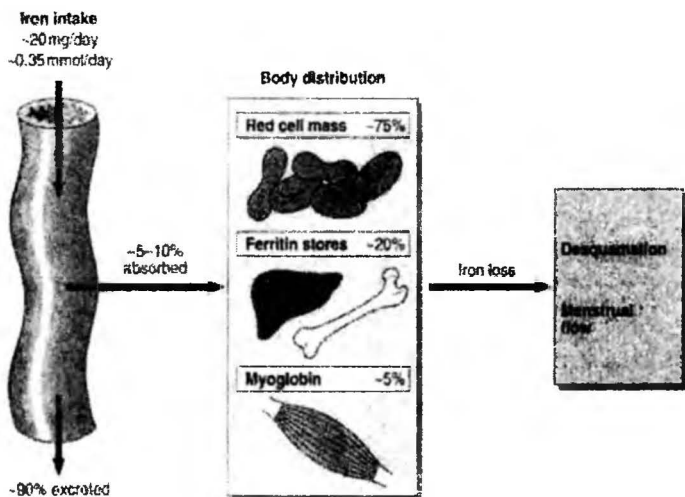 Iron intake
~20 mg/day
~0.35 mmol/day
Body distribution
Red cell mass ~75%
~5-10%
absorbed
Ferritin stores ~20%
Iron loss
Desquamation
Menstrual
flow
Myoglobin ~5%
~90% excreted